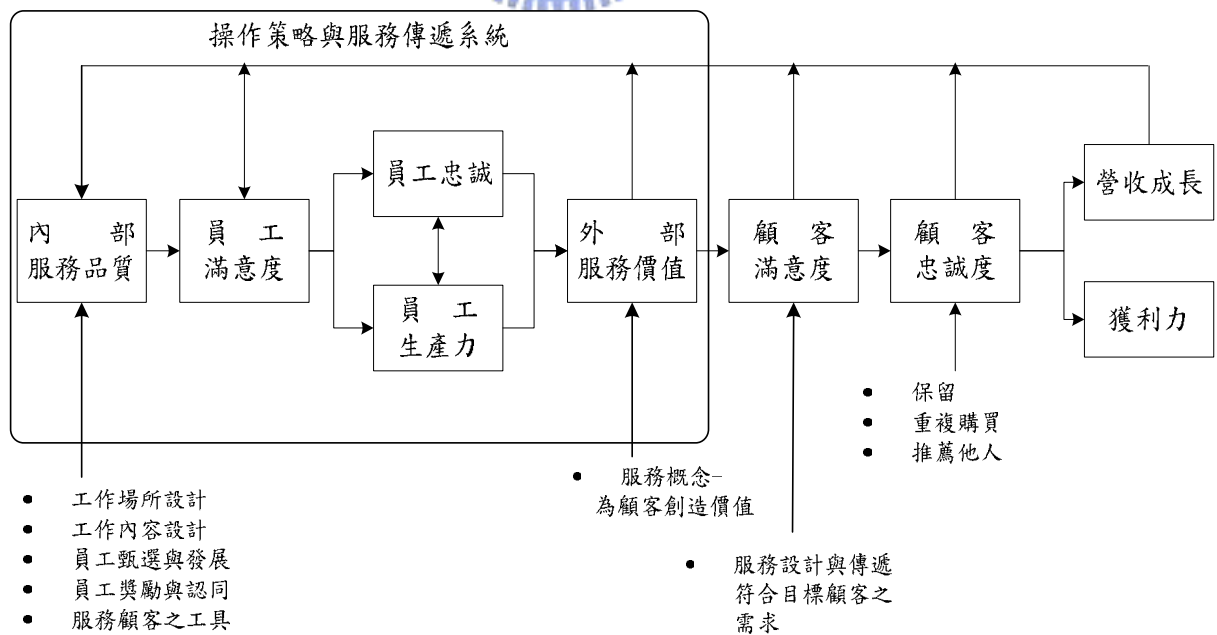 操作策略與服務傳遞系統
內 部
服務品質
員 工
滿意度
員工忠誠
員 工
生產力
外 部
服務價值
顧 客
滿意度
顧 客
忠誠度
營收成長
獲利力
• 工作場所設計
• 工作內容設計
• 員工甄選與發展
• 員工獎勵與認同
• 服務顧客之工具
• 服務概念-
為顧客創造價值
• 服務設計與傳遞
符合目標顧客之
需求
• 保留
• 重複購買
• 推薦他人